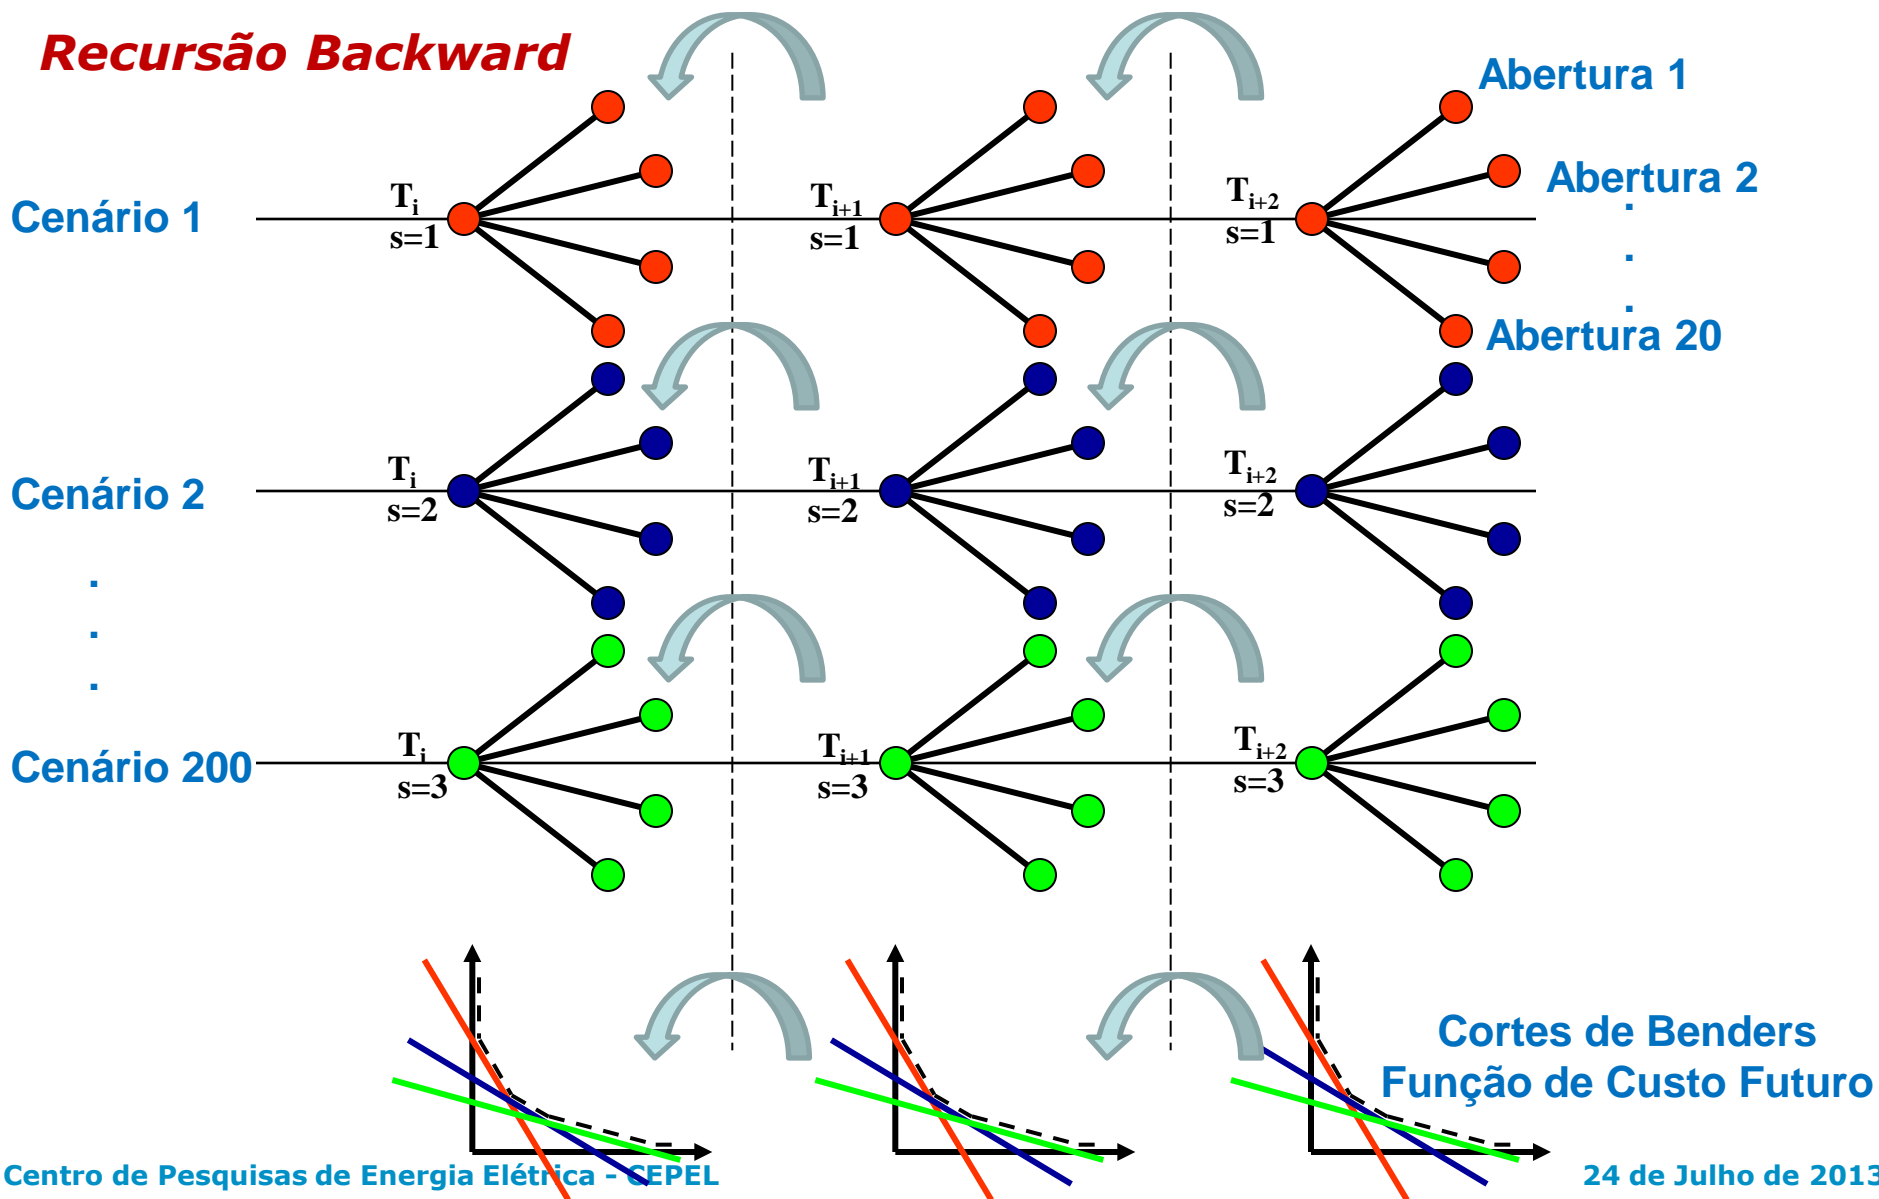 Recursão Backward
Abertura 1
Abertura 2
.
.
.
Abertura 20
Cenário 1
Ti
s=1
Ti+1
s=1
Ti+2
s=1
Cenário 2
Ti
s=2
Ti+1
s=2
Ti+2
s=2
.
.
.
Cenário 200
Ti
s=3
Ti+1
s=3
Ti+2
s=3
Cortes de Benders
Função de Custo Futuro
Centro de Pesquisas de Energia Elétrica - CEPEL
24 de Julho de 2013